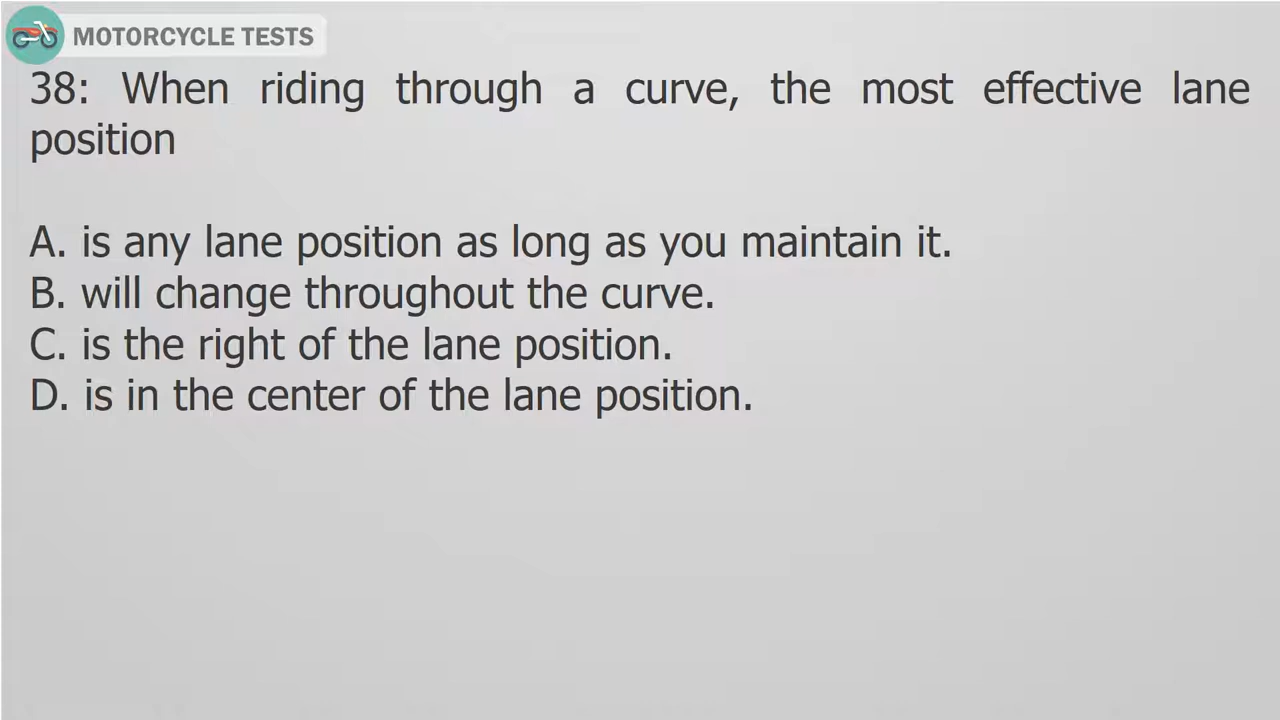 MOTORCYCLE TESTS
38: When riding through a curve, the most effective lane
position
A. is any lane position as long as you maintain it.
B. will change throughout the curve.
C. is the right of the lane position.
D. is in the center of the lane position.